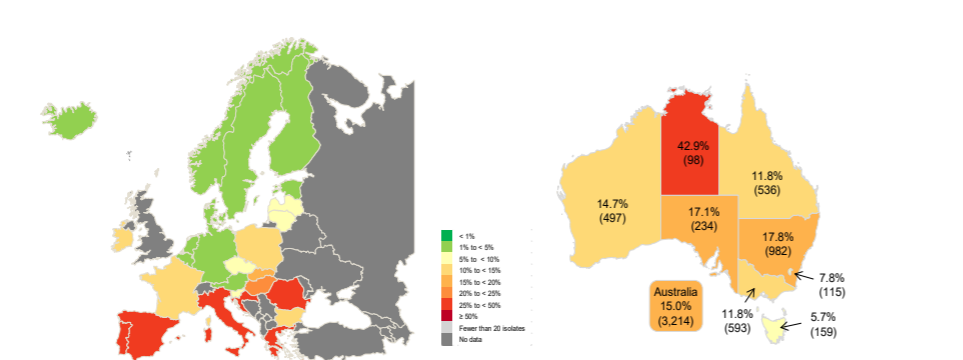 < 1%
1% to < 5%
5% to < 10%
10% to < 15%
15% to < 20%
20% to < 25%
25% to < 50%
≥ 50%
Fewer than 20 isolates
No data
42.9%
(98)
11.8%
(536)
14.7%
(497)
17.1%
(234)
17.8%
(982)
7.8%
(115)
Australia
15.0%
(3,214)
11.8%
(593)
5.7%
(159)